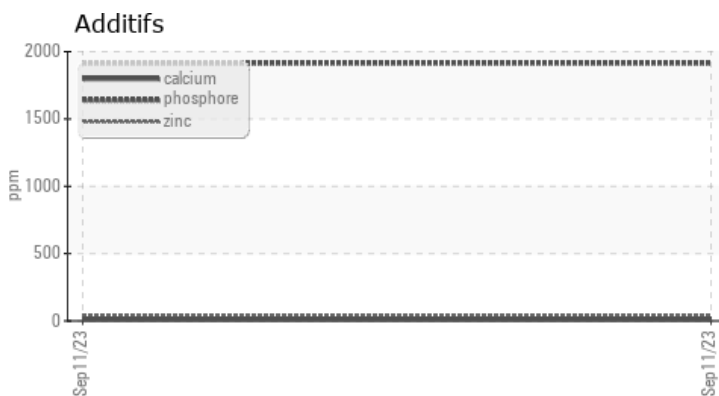 Additifs
2000
calcium
phosphore
1500
zinc
ppm
1000
500
0
Sep11/23
Sep11/23